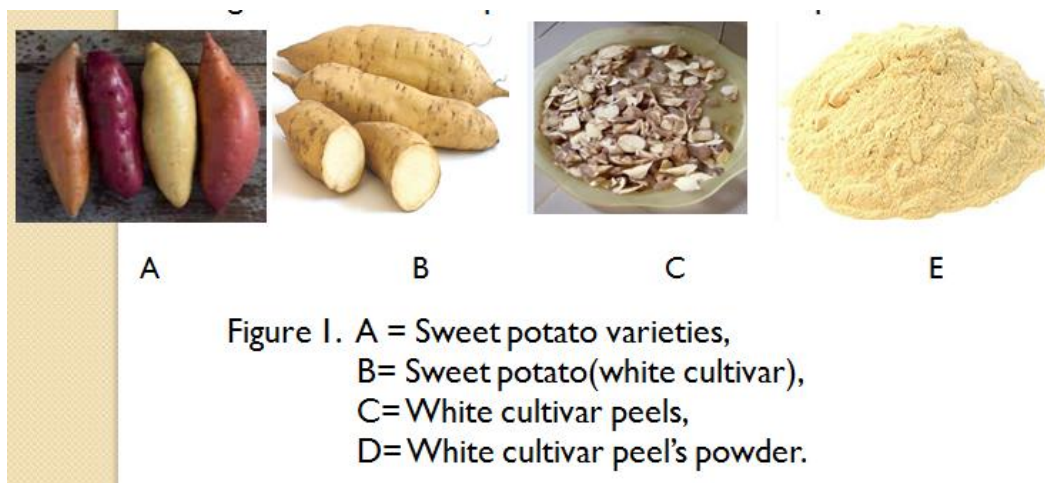 A B C E
Figure 1. A = Sweet potato varieties,
B= Sweet potato(white cultivar),
C= White cultivar peels,
D= White cultivar peel's powder.